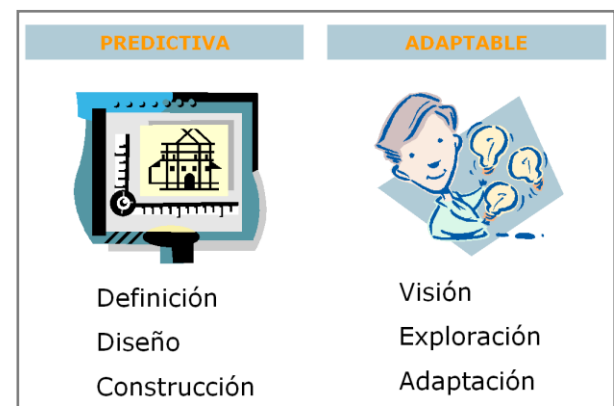 PREDICTIVA
ADAPTABLE
Definición
Diseño
Construcción
Visión
Exploración
Adaptación